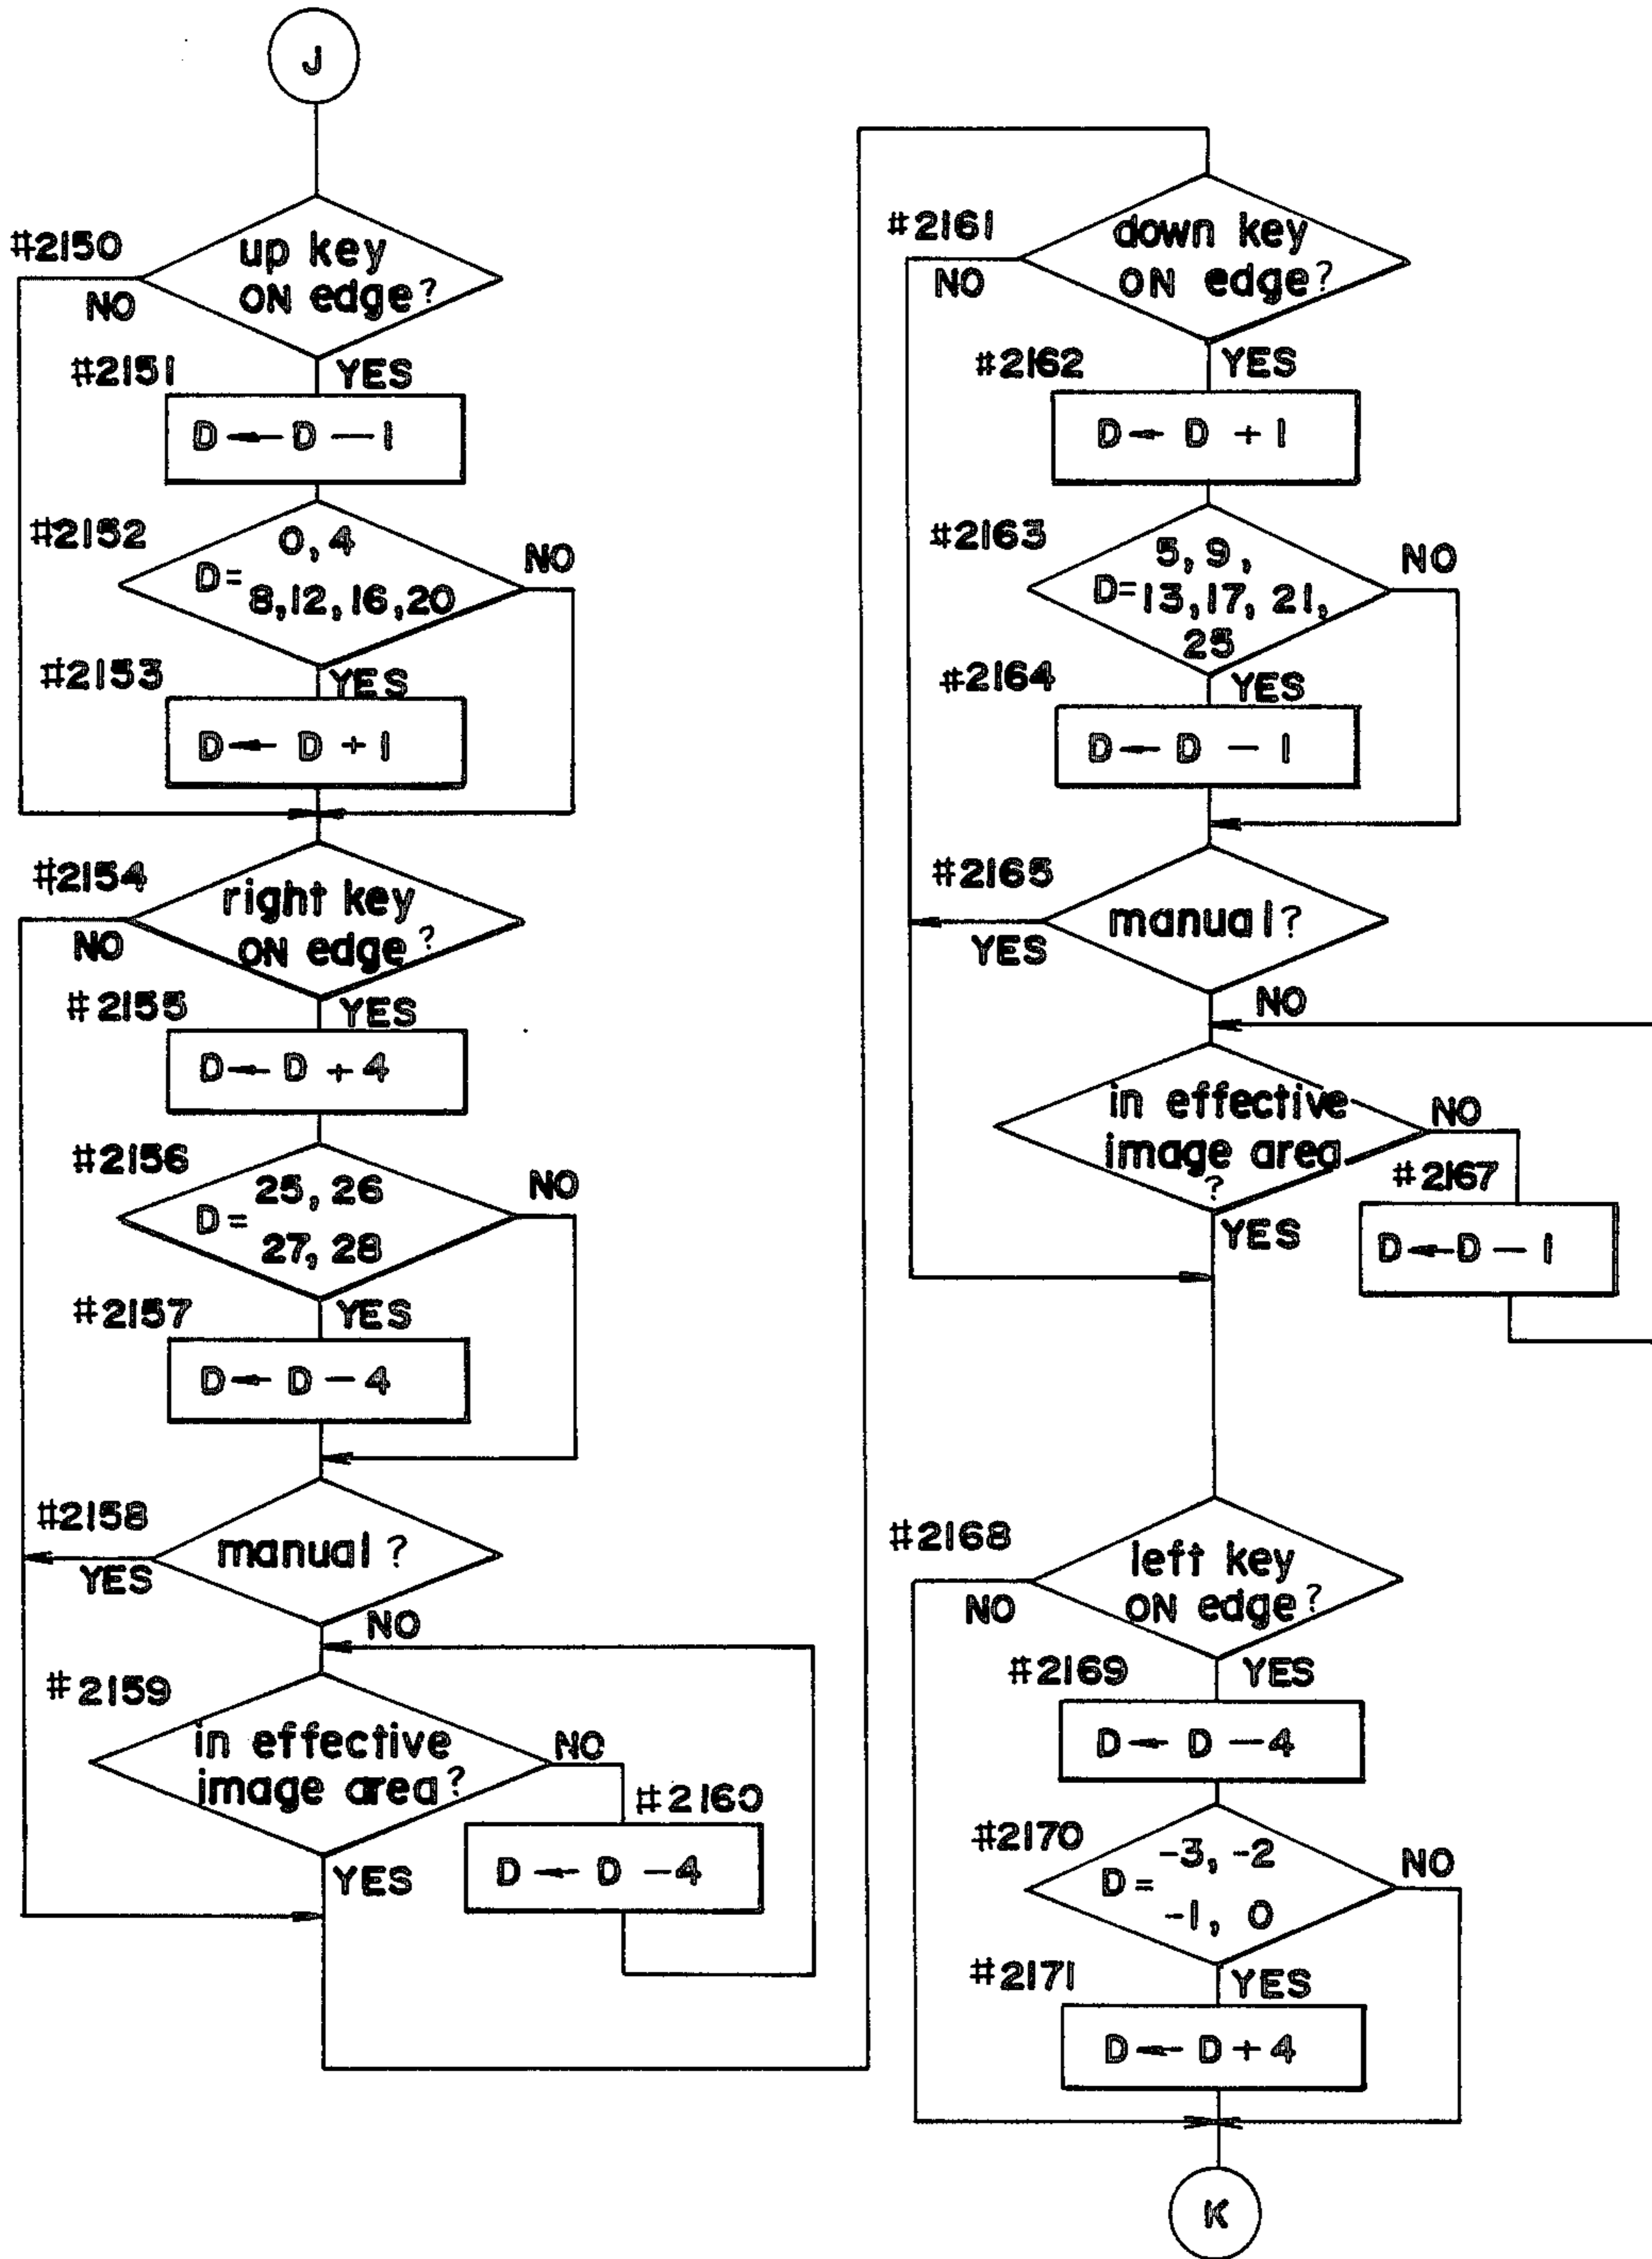 J
#2150
up key
ON edge?
NO
YES
#2151
D ← D — 1
#2152
0, 4
D =
8, 12, 16, 20
NO
YES
#2153
D ← D + 1
#2154
right key
ON edge?
NO
YES
#2155
D ← D + 4
#2156
25, 26
D =
27, 28
NO
YES
#2157
D ← D — 4
#2158
manual?
YES
NO
#2159
in effective
image area?
NO
YES
#2160
D ← D — 4
#2161
down key
ON edge?
NO
YES
#2162
D ← D + 1
#2163
5, 9,
D = 13, 17, 21,
25
NO
YES
#2164
D ← D — 1
#2165
manual?
YES
NO
in effective
image area
?
NO
YES
#2167
D ← D — 1
#2168
left key
ON edge?
NO
YES
#2169
D ← D — 4
#2170
-3, -2
D =
-1, 0
NO
YES
#2171
D ← D + 4
K